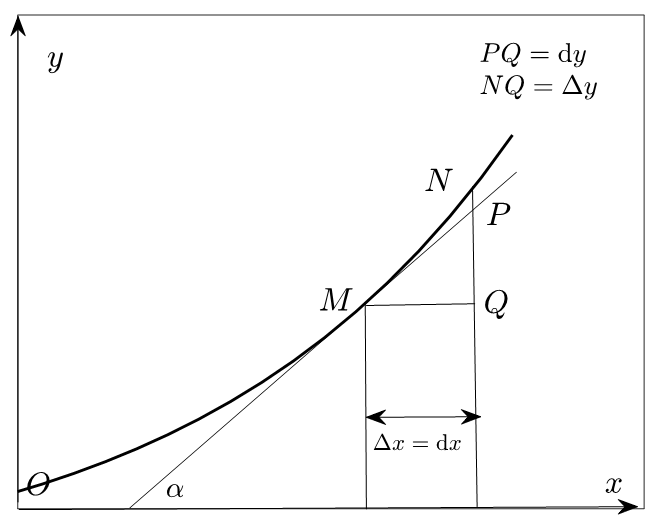 y
PQ = dy
NQ = Δy
N
P
M
Q
Δx = dx
O
α
x